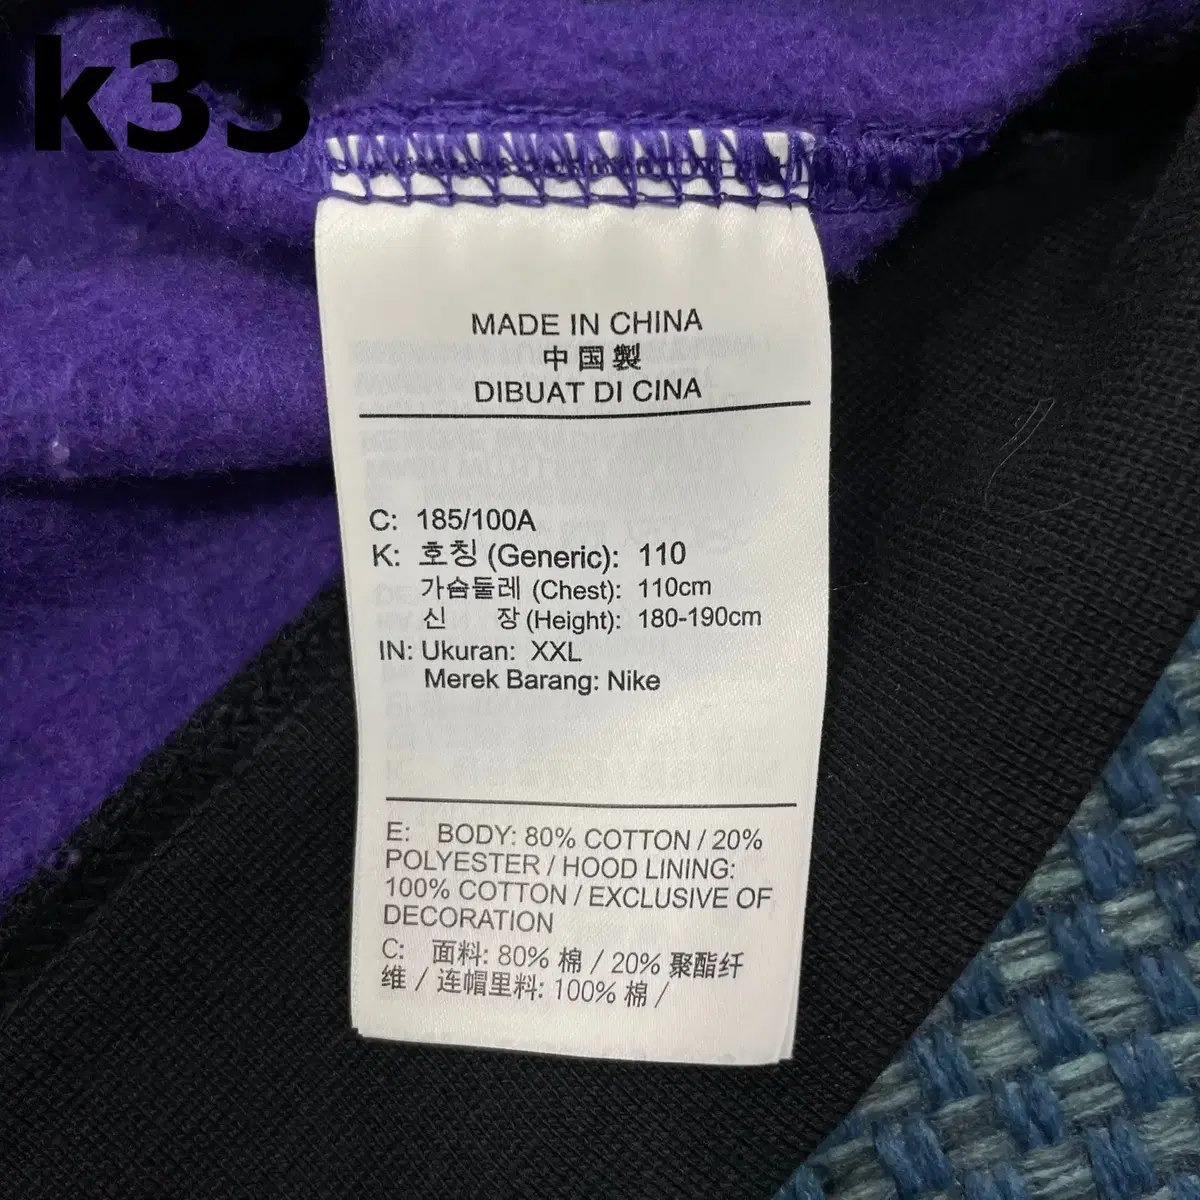 k33
MADE IN CHINA
中国製
DIBUAT DI CINA
C: 185/100A
K: 호칭 (Generic): 110
가슴둘레 (Chest): 110cm
신 장 (Height): 180-190cm
IN: Ukuran: XXL
Merek Barang: Nike
E: BODY: 80% COTTON / 20%
POLYESTER / HOOD LINING:
100% COTTON / EXCLUSIVE OF
DECORATION
C: 面料: 80% 棉 / 20% 聚酯纤
维 / 连帽里料: 100% 棉 /